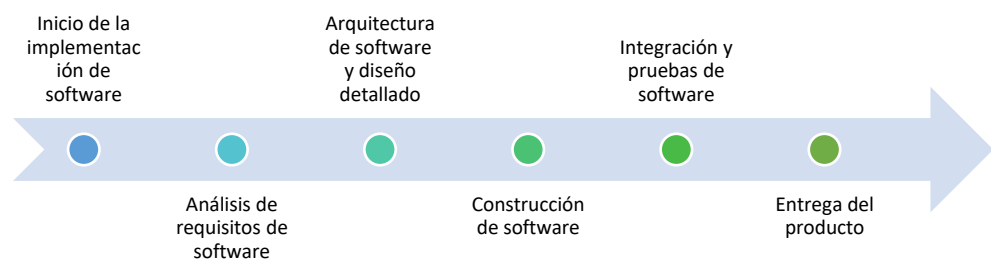 Inicio de la
implementac
ión de
software
Análisis de
requisitos de
software
Arquitectura
de software
y diseño
detallado
Construcción
de software
Integración y
pruebas de
software
Entrega del
producto